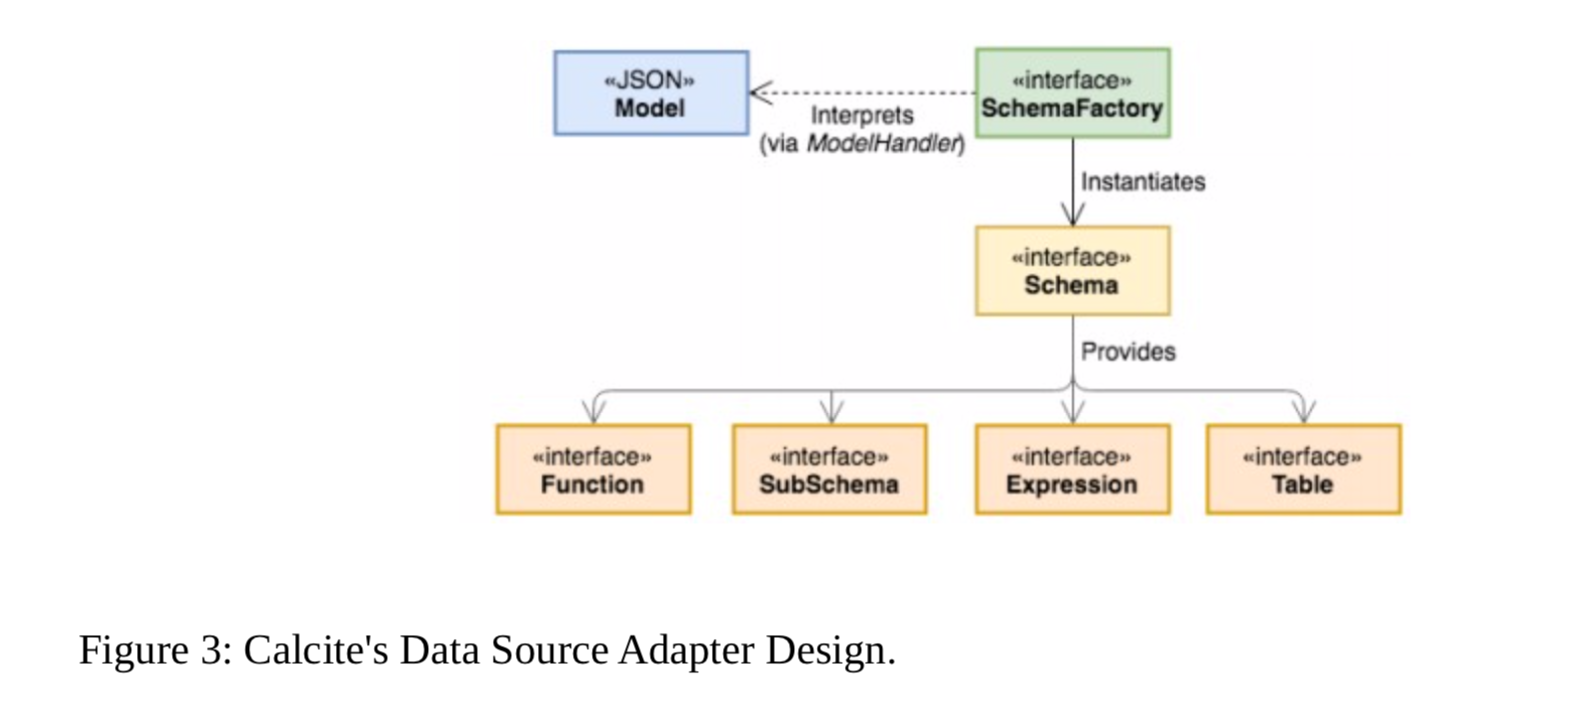 «JSON»
Model
«interface»
SchemaFactory
Interprets
(via ModelHandler)
Instantiates
«interface»
Schema
Provides
«interface»
Function
«interface»
SubSchema
«interface»
Expression
«interface»
Table
Figure 3: Calcite's Data Source Adapter Design.